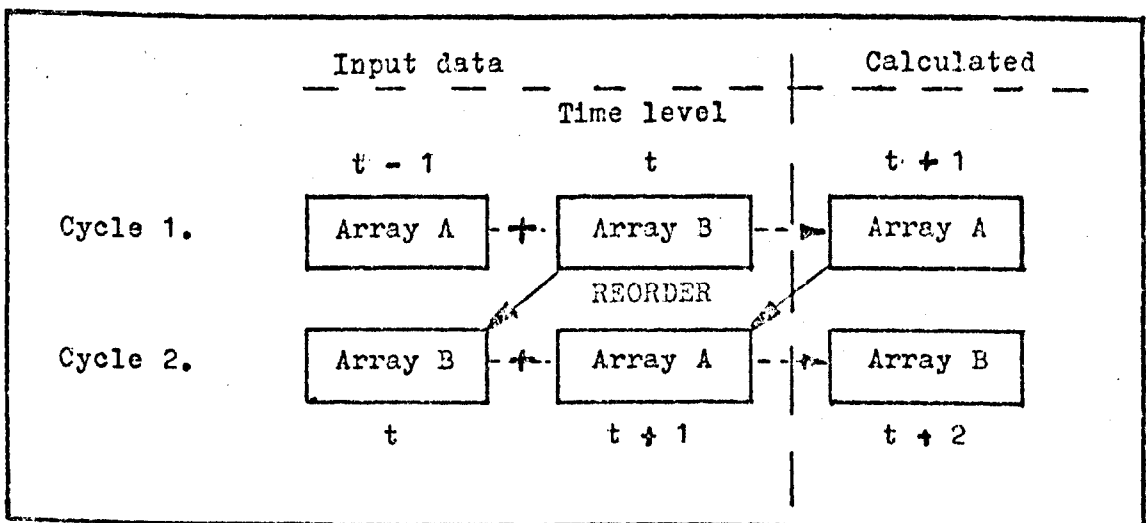 Input data Calculated
Time level
t - 1 t t + 1
Cycle 1. Array A + Array B Array A
REORDER
Cycle 2. Array B + Array A Array B
t t + 1 t + 2